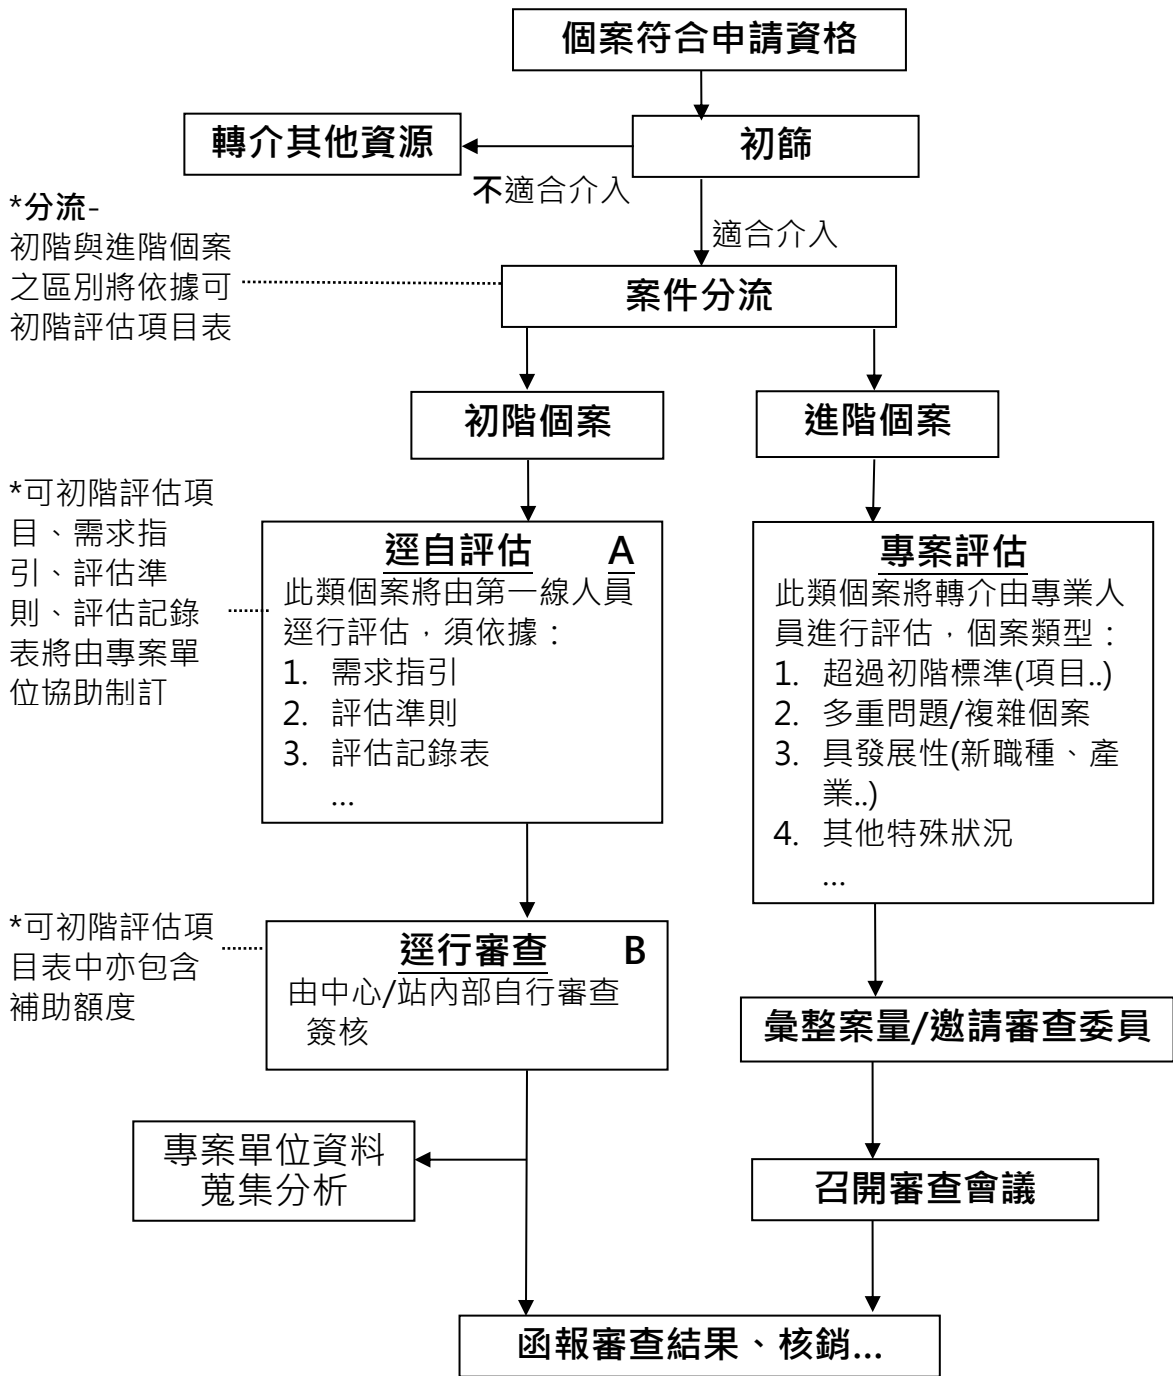 個案符合申請資格
轉介其他資源
初篩
不適合介入
適合介入
*分流-
初階與進階個案
之區別將依據可
初階評估項目表
案件分流
初階個案
進階個案
*可初階評估項
目、需求指
引、評估準
則、評估記錄
表將由專案單
位協助制訂
逕自評估 A
此類個案將由第一線人員
逕行評估，須依據：
1. 需求指引
2. 評估準則
3. 評估記錄表
...
專案評估
此類個案將轉介由專業人
員進行評估，個案類型：
1. 超過初階標準(項目..)
2. 多重問題/複雜個案
3. 具發展性(新職種、產
業..)
4. 其他特殊狀況
...
*可初階評估項
目表中亦包含
補助額度
逕行審查 B
由中心/站內部自行審查
簽核
彙整案量/邀請審查委員
專案單位資料
蒐集分析
召開審查會議
函報審查結果、核銷...